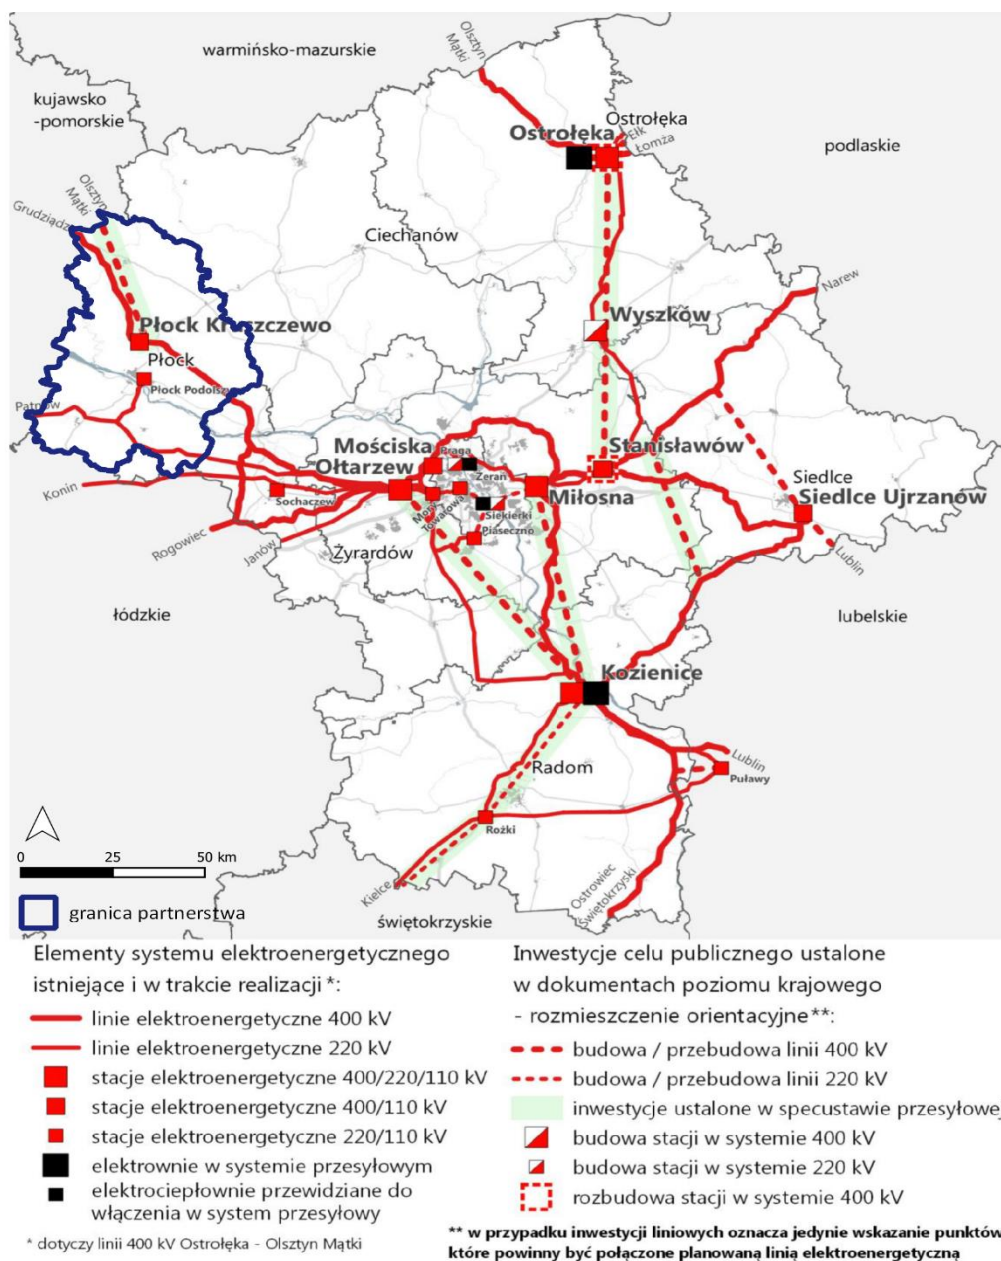 warmińsko-mazurskie
Olsztyn
Mątki
kujawsko
-pomorskie
Ostrołęka
Ostrołęka
Ełk
Łomża
podlaskie
Olsztyn
Mątki
Grudziądz
Ciechanów
Narew
Wyszków
Płock Kruszczewo
Płock
Płock Podolszyce
Pątnów
Mościska
Ołtarzew
Praga
Żerań
Stanisławów
Miłosna
Siedlce
Siedlce Ujrzanów
Konin
Sochaczew
Mory
Towarowa
Siekierki
Piaseczno
Rogowiec
Janów
Żyrardów
Lublin
łódzkie
lubelskie
Kozienice
Radom
Lublin
Puławy
Rożki
0 25 50 km
Kielce
Ostrowiec
Świętokrzyski
granica partnerstwa
świętokrzyskie
Elementy systemu elektroenergetycznego
istniejące i w trakcie realizacji*:
linie elektroenergetyczne 400 kV
linie elektroenergetyczne 220 kV
stacje elektroenergetyczne 400/220/110 kV
stacje elektroenergetyczne 400/110 kV
stacje elektroenergetyczne 220/110 kV
elektrownie w systemie przesyłowym
elektrociepłownie przewidziane do
włączenia w system przesyłowy
* dotyczy linii 400 kV Ostrołęka - Olsztyn Mątki
Inwestycje celu publicznego ustalone
w dokumentach poziomu krajowego
- rozmieszczenie orientacyjne**:
budowa / przebudowa linii 400 kV
budowa / przebudowa linii 220 kV
inwestycje ustalone w specustawie przesyłowej
budowa stacji w systemie 400 kV
budowa stacji w systemie 220 kV
rozbudowa stacji w systemie 400 kV
** w przypadku inwestycji liniowych oznacza jedynie wskazanie punktów
które powinny być połączone planowaną linią elektroenergetyczną